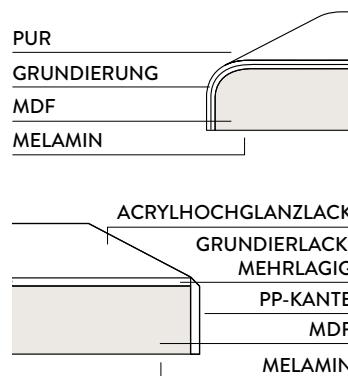 PUR
GRUNDIERUNG
MDF
MELAMIN
ACRYLHOCHGLANZLACK
GRUNDIERLACK
MEHRLAGIG
PP-KANTE
MDF
MELAMIN